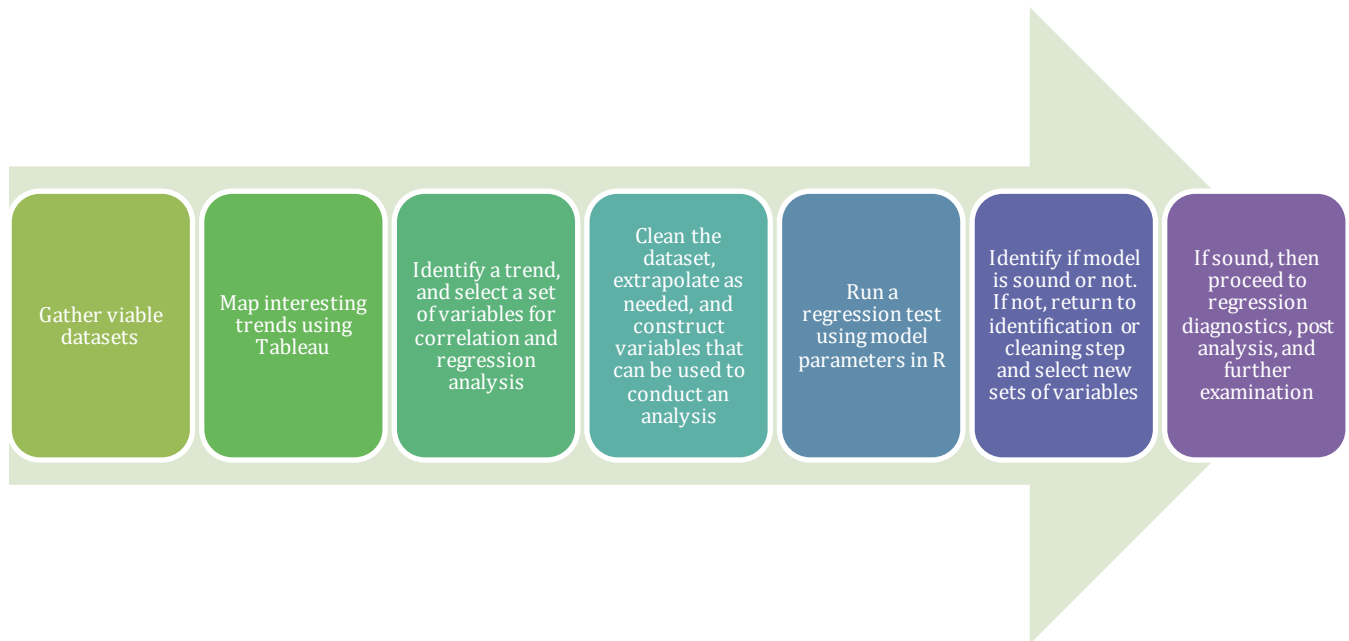 Gather viable
datasets
Map interesting
trends using
Tableau
Identify a trend,
and select a set
of variables for
correlation and
regression
analysis
Clean the
dataset,
extrapolate as
needed, and
construct
variables that
can be used to
conduct an
analysis
Run a
regression test
using model
parameters in R
Identify if model
is sound or not.
If not, return to
identification or
cleaning step
and select new
sets of variables
If sound, then
proceed to
regression
diagnostics, post
analysis, and
further
examination